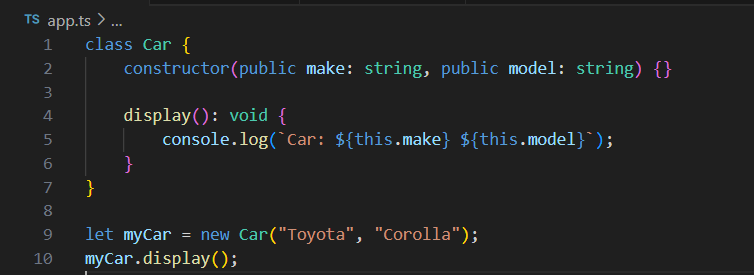 TS app.ts > ...
1 class Car {
2     constructor(public make: string, public model: string) {}
3
4     display(): void {
5         console.log(`Car: ${this.make} ${this.model}`);
6     }
7 }
8
9 let myCar = new Car("Toyota", "Corolla");
10 myCar.display();